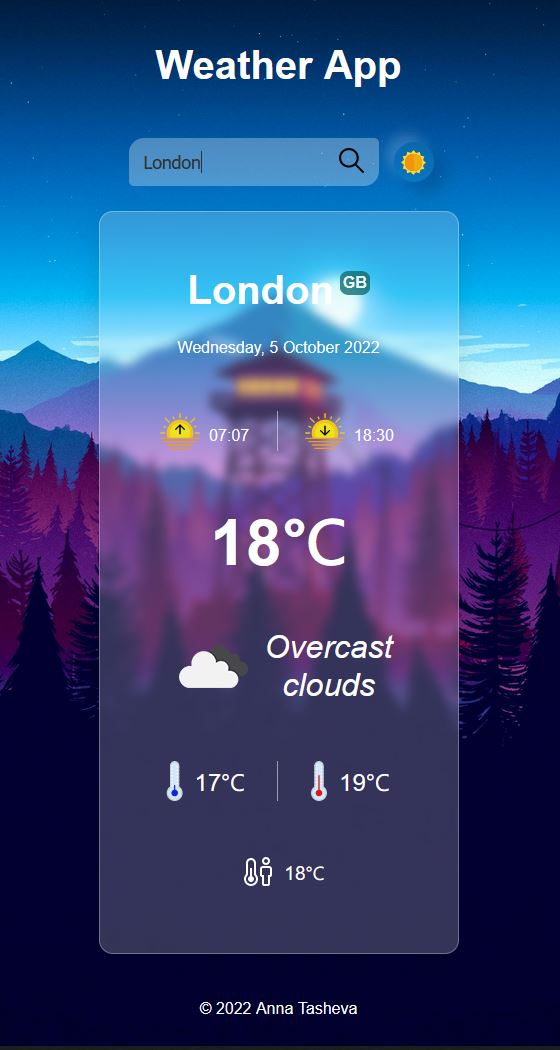 Weather App
London
London GB
Wednesday, 5 October 2022
07:07 18:30
18°C
Overcast
clouds
17°C 19°C
18°C
© 2022 Anna Tasheva